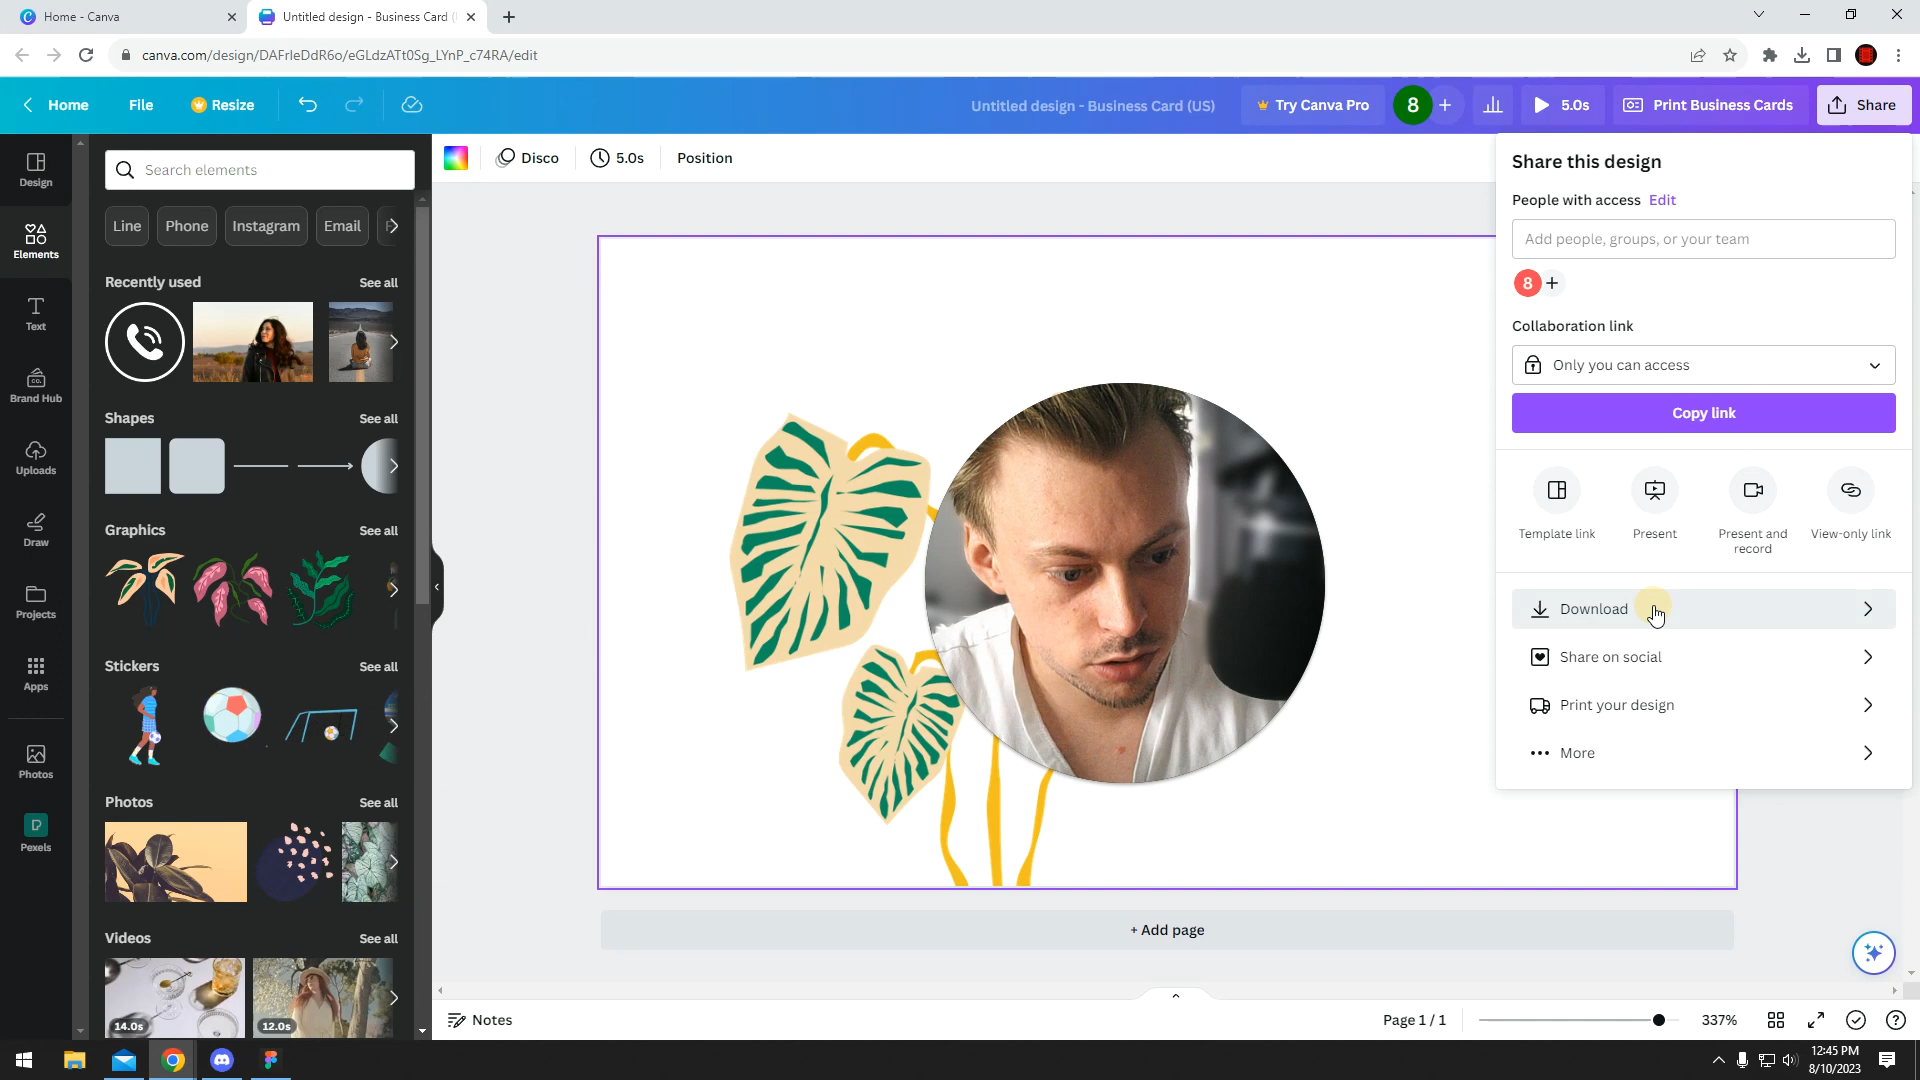 Home - Canva
Untitled design - Business Card (
canva.com/design/DAFrleDdR6o/eGLdzATt0Sg_LYnP_c74RA/edit
Home
File
Resize
Untitled design - Business Card (US)
Try Canva Pro
8
5.0s
Print Business Cards
Share
Design
Elements
Text
CO.
Brand Hub
Uploads
Draw
Projects
Apps
Photos
Pexels
Search elements
Line
Phone
Instagram
Email
Recently used
See all
Shapes
See all
Graphics
See all
Stickers
See all
Photos
See all
Videos
See all
14.0s
12.0s
Disco
5.0s
Position
Share this design
People with access Edit
Add people, groups, or your team
8
Collaboration link
Only you can access
Copy link
Template link
Present
Present and
record
View-only link
Download
Share on social
Print your design
More
+ Add page
Notes
Page 1 / 1
337%
12:45 PM
8/10/2023